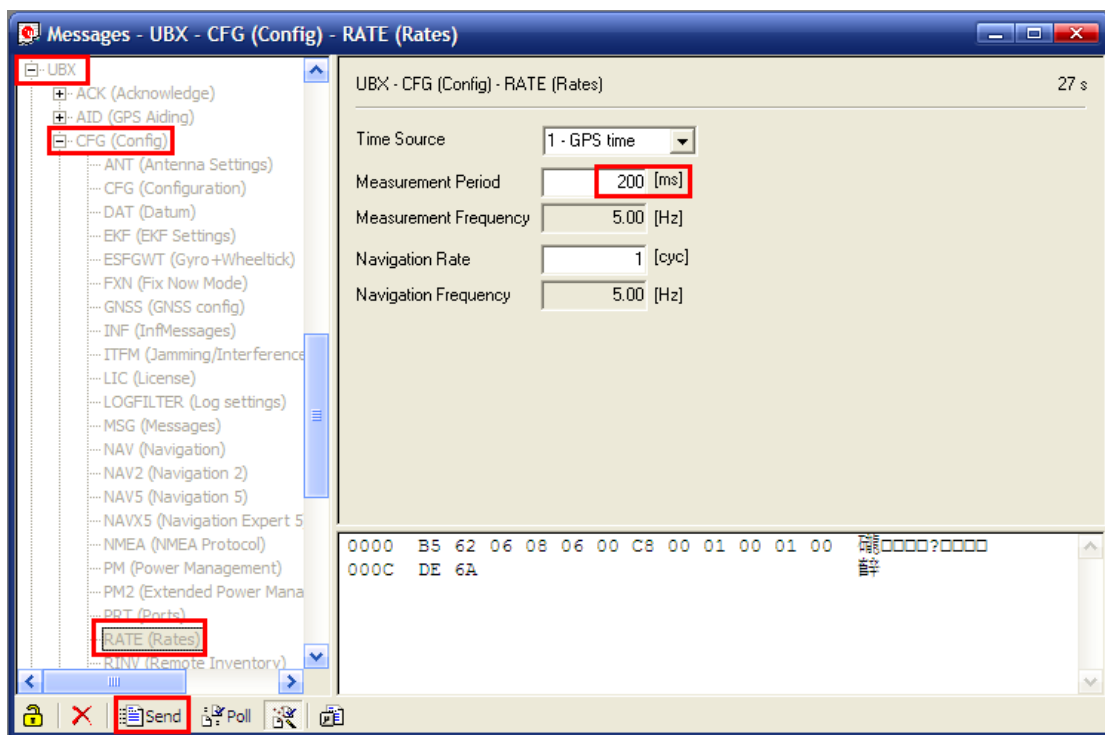 Messages - UBX - CFG (Config) - RATE (Rates)
UBX
ACK (Acknowledge)
AID (GPS Aiding)
CFG (Config)
ANT (Antenna Settings)
CFG (Configuration)
DAT (Datum)
EKF (EKF Settings)
ESFGWT (Gyro+Wheeltick)
FXN (Fix Now Mode)
GNSS (GNSS config)
INF (InfMessages)
ITFM (Jamming/Interference
LIC (License)
LOGFILTER (Log settings)
MSG (Messages)
NAV (Navigation)
NAV2 (Navigation 2)
NAV5 (Navigation 5)
NAVX5 (Navigation Expert 5
NMEA (NMEA Protocol)
PM (Power Management)
PM2 (Extended Power Mana
PRT (Ports)
RATE (Rates)
RINV (Remote Inventory)
UBX - CFG (Config) - RATE (Rates) 27 s
Time Source 1 - GPS time
Measurement Period 200 [ms]
Measurement Frequency 5.00 [Hz]
Navigation Rate 1 [cyc]
Navigation Frequency 5.00 [Hz]
0000 B5 62 06 08 06 00 C8 00 01 00 01 00 □□□□?□□□□
000C DE 6A
Send Poll